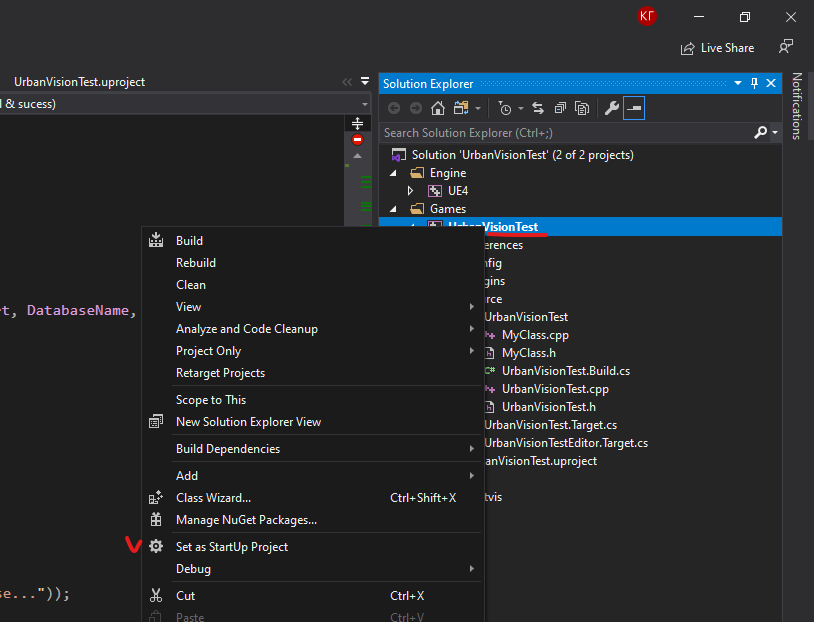 КГ
Live Share
UrbanVisionTest.uproject
Solution Explorer
Notifications
l & sucess)
Search Solution Explorer (Ctrl+;)
Solution 'UrbanVisionTest' (2 of 2 projects)
Engine
UE4
Games
UrbanVisionTest
erences
nfig
gins
rce
UrbanVisionTest
MyClass.cpp
MyClass.h
UrbanVisionTest.Build.cs
UrbanVisionTest.cpp
UrbanVisionTest.h
UrbanVisionTest.Target.cs
UrbanVisionTestEditor.Target.cs
anVisionTest.uproject
tvis
Build
Rebuild
Clean
View
Analyze and Code Cleanup
Project Only
Retarget Projects
Scope to This
New Solution Explorer View
Build Dependencies
Add
Class Wizard... Ctrl+Shift+X
Manage NuGet Packages...
Set as StartUp Project
Debug
Cut Ctrl+X
Paste Ctrl+V
rt, DatabaseName,
se..."));